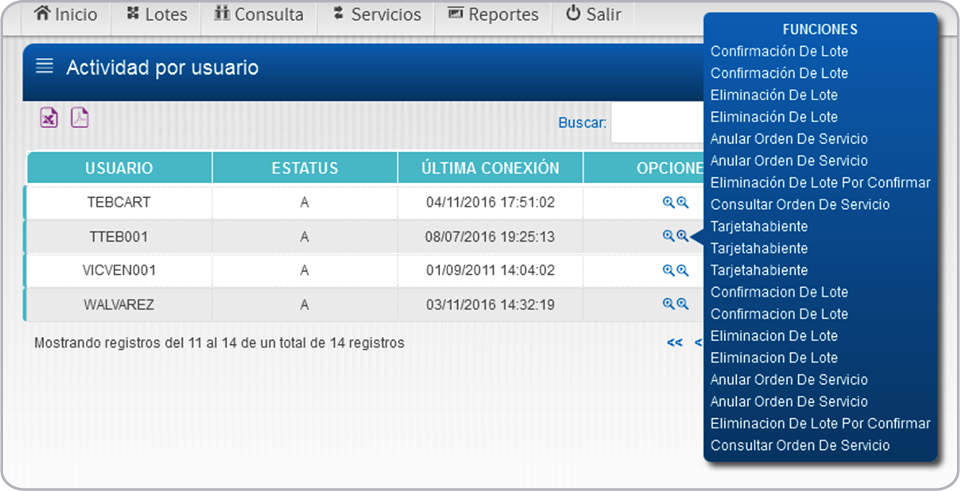 Inicio Lotes Consulta Servicios Reportes Salir
Actividad por usuario
Buscar:
USUARIO ESTATUS ÚLTIMA CONEXIÓN OPCIONE
TEBCART A 04/11/2016 17:51:02
TTEB001 A 08/07/2016 19:25:13
VICVEN001 A 01/09/2011 14:04:02
WALVAREZ A 03/11/2016 14:32:19
Mostrando registros del 11 al 14 de un total de 14 registros << <
FUNCIONES
Confirmación De Lote
Confirmación De Lote
Eliminación De Lote
Eliminación De Lote
Anular Orden De Servicio
Anular Orden De Servicio
Eliminación De Lote Por Confirmar
Consultar Orden De Servicio
Tarjetahabiente
Tarjetahabiente
Tarjetahabiente
Confirmacion De Lote
Confirmacion De Lote
Eliminacion De Lote
Eliminacion De Lote
Anular Orden De Servicio
Anular Orden De Servicio
Eliminacion De Lote Por Confirmar
Consultar Orden De Servicio